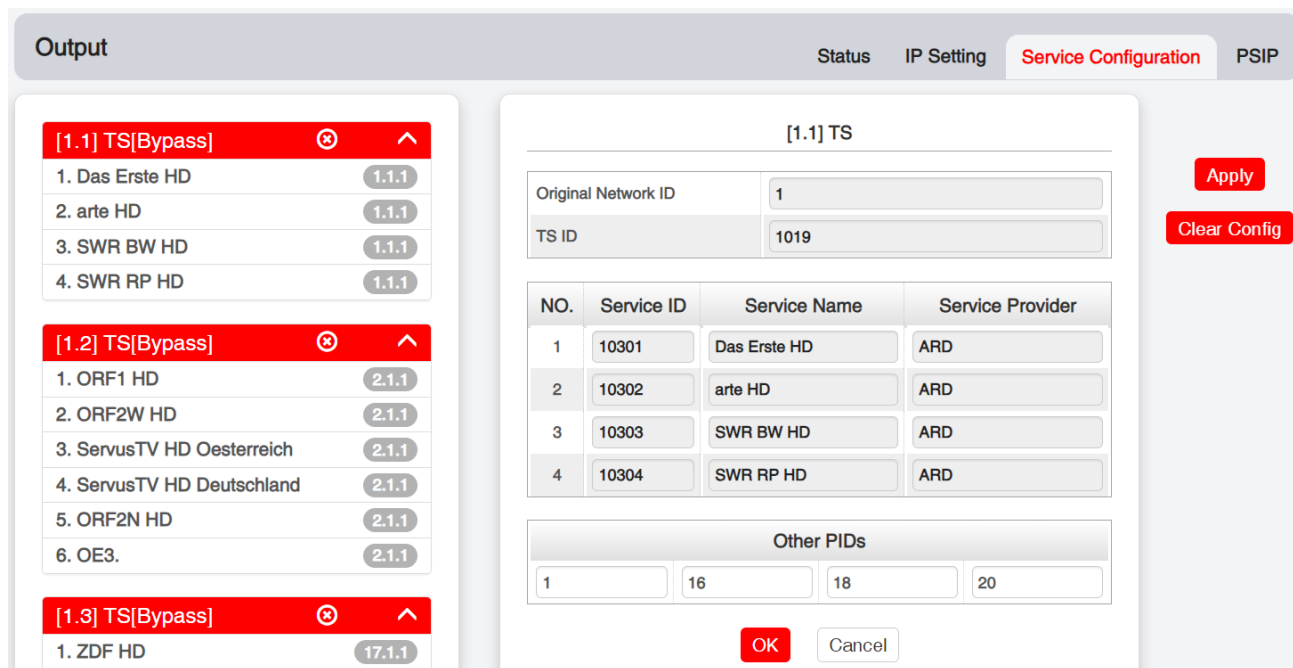 Output
Status IP Setting Service Configuration PSIP
[1.1] TS[Bypass]
1. Das Erste HD 1.1.1
2. arte HD 1.1.1
3. SWR BW HD 1.1.1
4. SWR RP HD 1.1.1
[1.2] TS[Bypass]
1. ORF1 HD 2.1.1
2. ORF2W HD 2.1.1
3. ServusTV HD Oesterreich 2.1.1
4. ServusTV HD Deutschland 2.1.1
5. ORF2N HD 2.1.1
6. OE3. 2.1.1
[1.3] TS[Bypass]
1. ZDF HD 17.1.1
[1.1] TS
Original Network ID 1
TS ID 1019
NO. Service ID Service Name Service Provider
1 10301 Das Erste HD ARD
2 10302 arte HD ARD
3 10303 SWR BW HD ARD
4 10304 SWR RP HD ARD
Other PIDs
1 16 18 20
OK Cancel
Apply
Clear Config